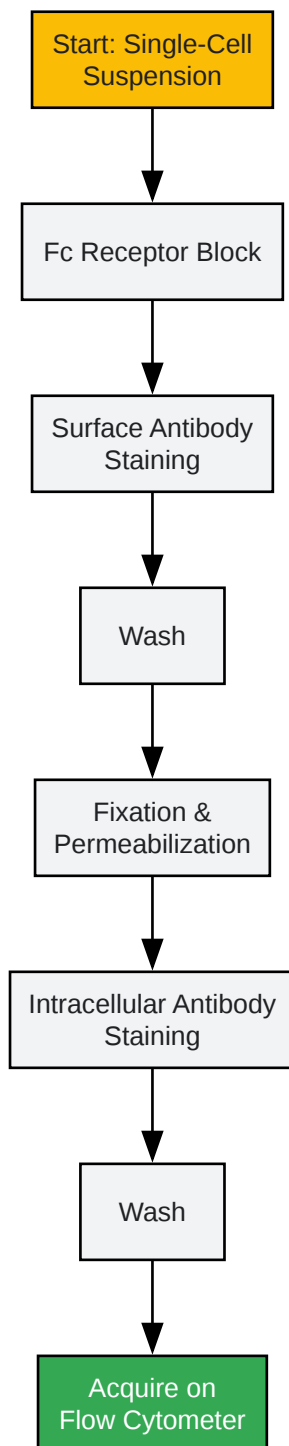 Start: Single-Cell
Suspension
Fc Receptor Block
Surface Antibody
Staining
Wash
Fixation &
Permeabilization
Intracellular Antibody
Staining
Wash
Acquire on
Flow Cytometer